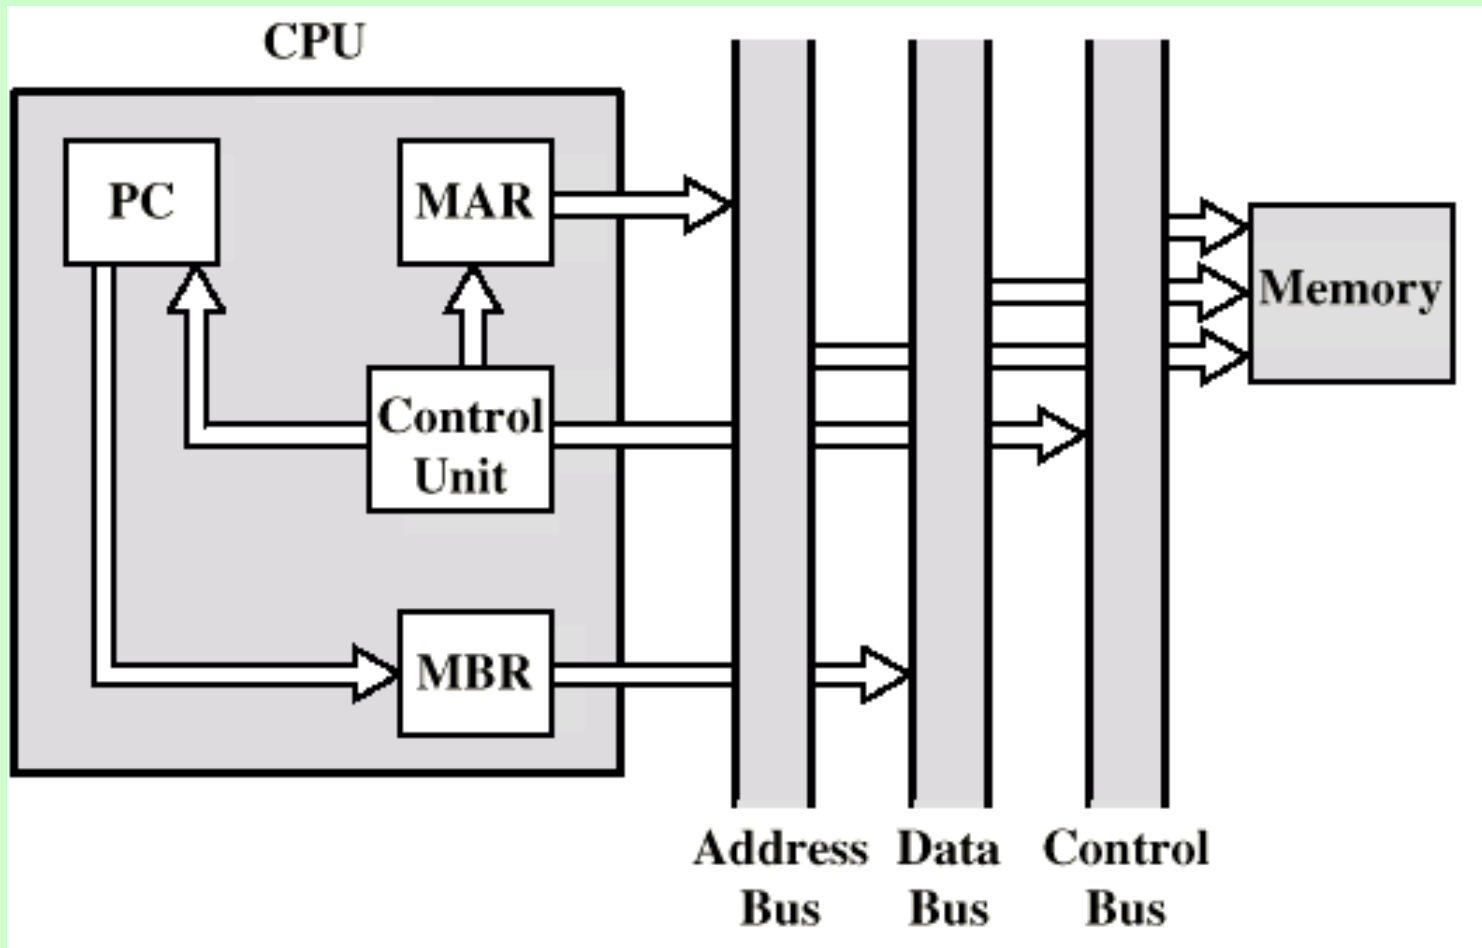 CPU
PC
MAR
Memory
Control
Unit
MBR
Address
Bus
Data
Bus
Control
Bus